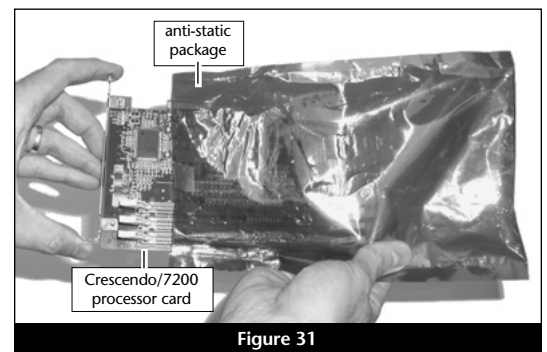 anti-static
package
Crescendo/7200
processor card
Figure 31